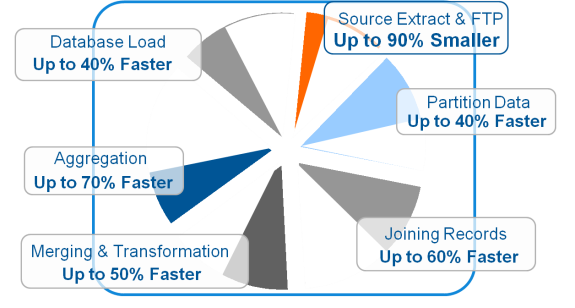 Source Extract & FTP
Up to 90% Smaller
Database Load
Up to 40% Faster
Partition Data
Up to 40% Faster
Aggregation
Up to 70% Faster
Joining Records
Up to 60% Faster
Merging & Transformation
Up to 50% Faster